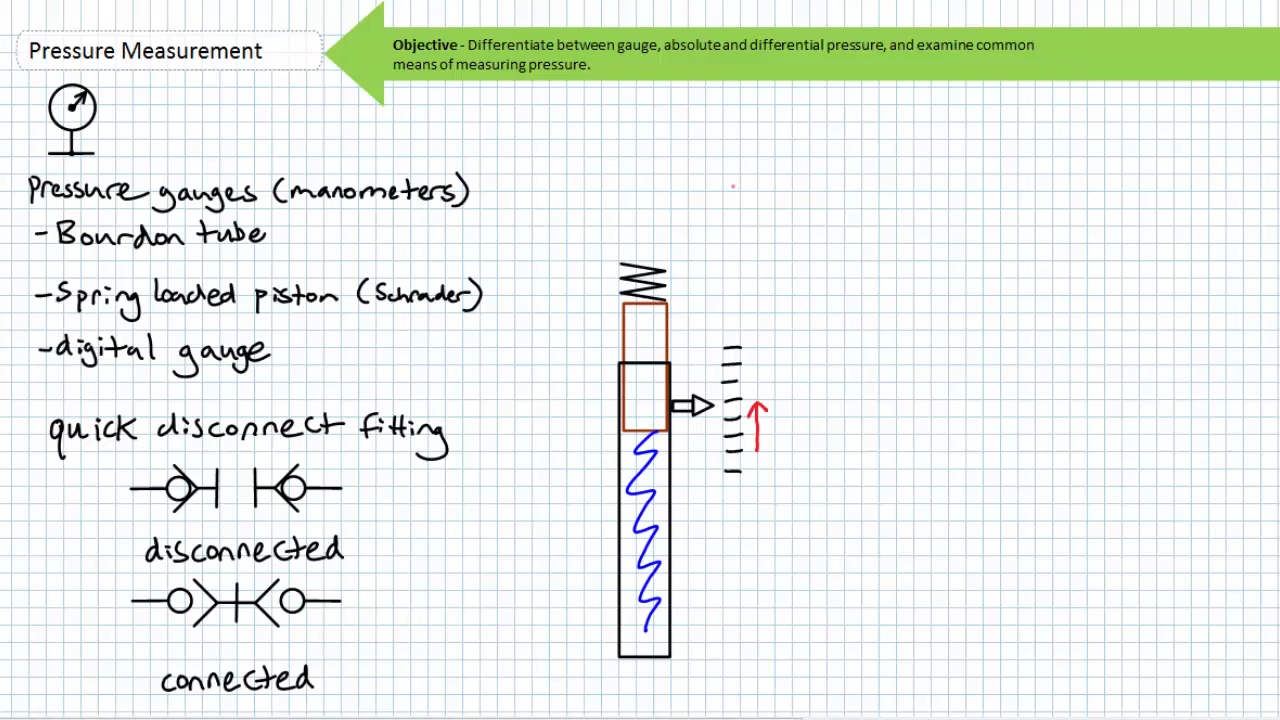 Pressure Measurement
Objective - Differentiate between gauge, absolute and differential pressure, and examine common
means of measuring pressure.
Pressure gauges (manometers)
- Bourdon tube
- Spring loaded piston (Schrader)
- digital gauge
quick disconnect fitting
disconnected
connected